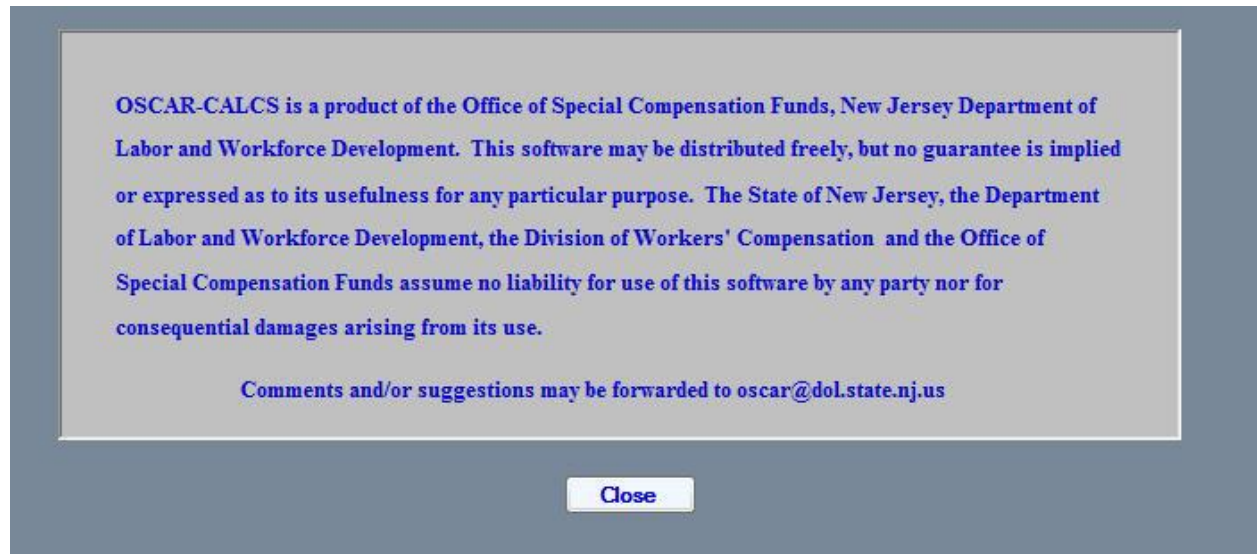 OSCAR-CALCS is a product of the Office of Special Compensation Funds, New Jersey Department of
Labor and Workforce Development.  This software may be distributed freely, but no guarantee is implied
or expressed as to its usefulness for any particular purpose.  The State of New Jersey, the Department
of Labor and Workforce Development, the Division of Workers' Compensation  and the Office of
Special Compensation Funds assume no liability for use of this software by any party nor for
consequential damages arising from its use.
Comments and/or suggestions may be forwarded to oscar@dol.state.nj.us
Close